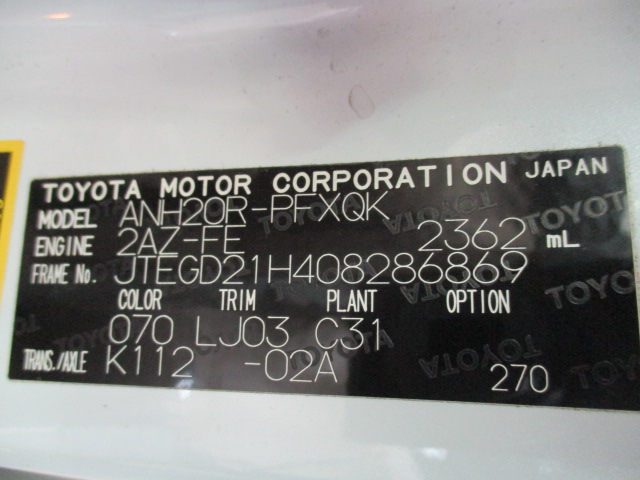 TOYOTA MOTOR CORPORATION JAPAN
MODEL ANH20R-PFXQK
ENGINE 2AZ-FE 2362 mL
FRAME No. JTEGD21H408286869
COLOR TRIM PLANT OPTION
070 LJ03 C31
TRANS./AXLE K112 -02A
270